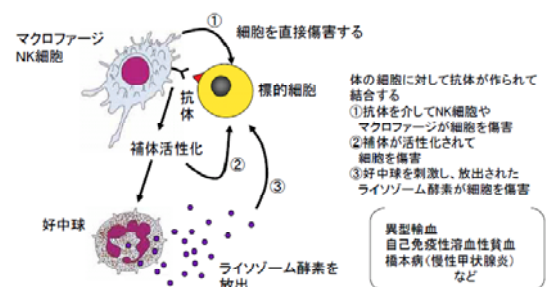 ①
細胞を直接傷害する
マクロファージ
NK細胞
抗体
標的細胞
補体活性化
②
③
好中球
ライソゾーム酵素を
放出
体の細胞に対して抗体が作られて
結合する
①抗体を介してNK細胞や
マクロファージが細胞を傷害
②補体が活性化されて
細胞を傷害
③好中球を刺激し、放出された
ライソゾーム酵素が細胞を傷害
異型輸血
自己免疫性溶血性貧血
橋本病(慢性甲状腺炎)
など